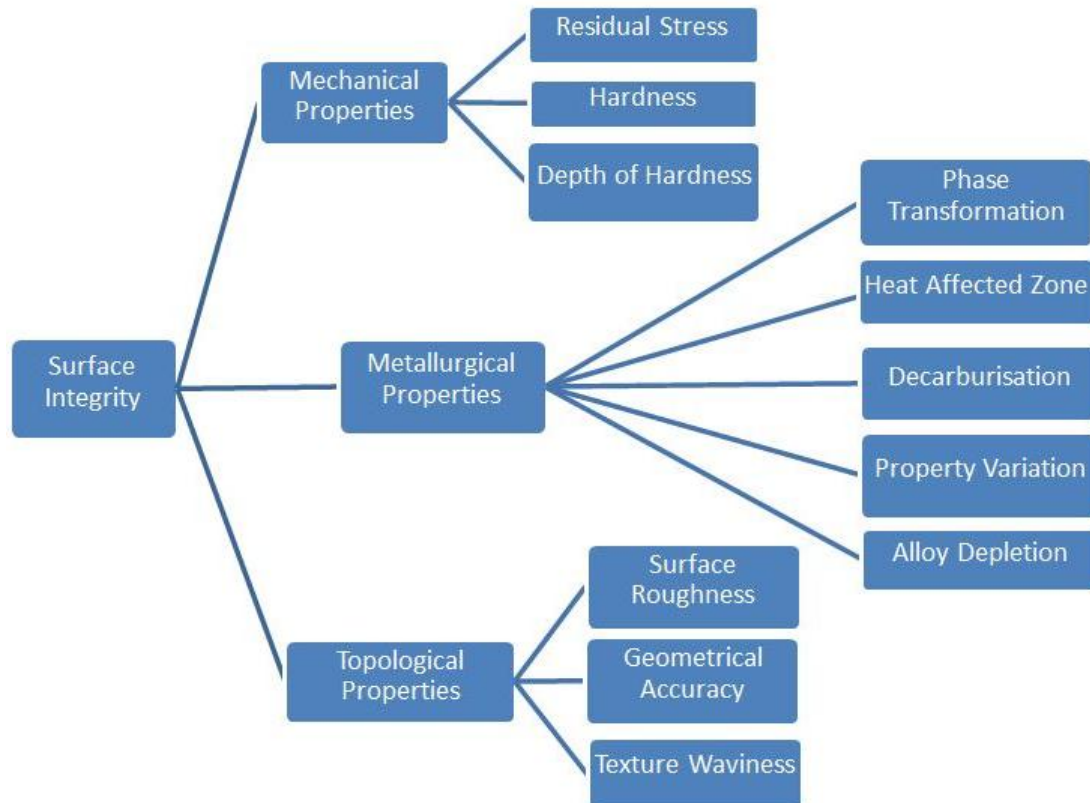 Residual Stress
Mechanical
Properties
Hardness
Depth of Hardness
Phase
Transformation
Heat Affected Zone
Surface
Integrity
Metallurgical
Properties
Decarburisation
Property Variation
Alloy Depletion
Surface
Roughness
Topological
Properties
Geometrical
Accuracy
Texture Waviness